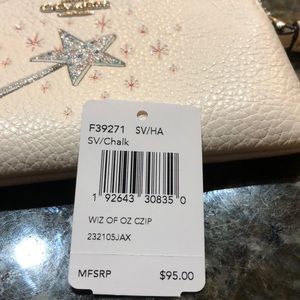 F39271 SV/HA
SV/Chalk
1 92643 30835 0
WIZ OF OZ CZIP
232105JAX
MFSRP $95.00